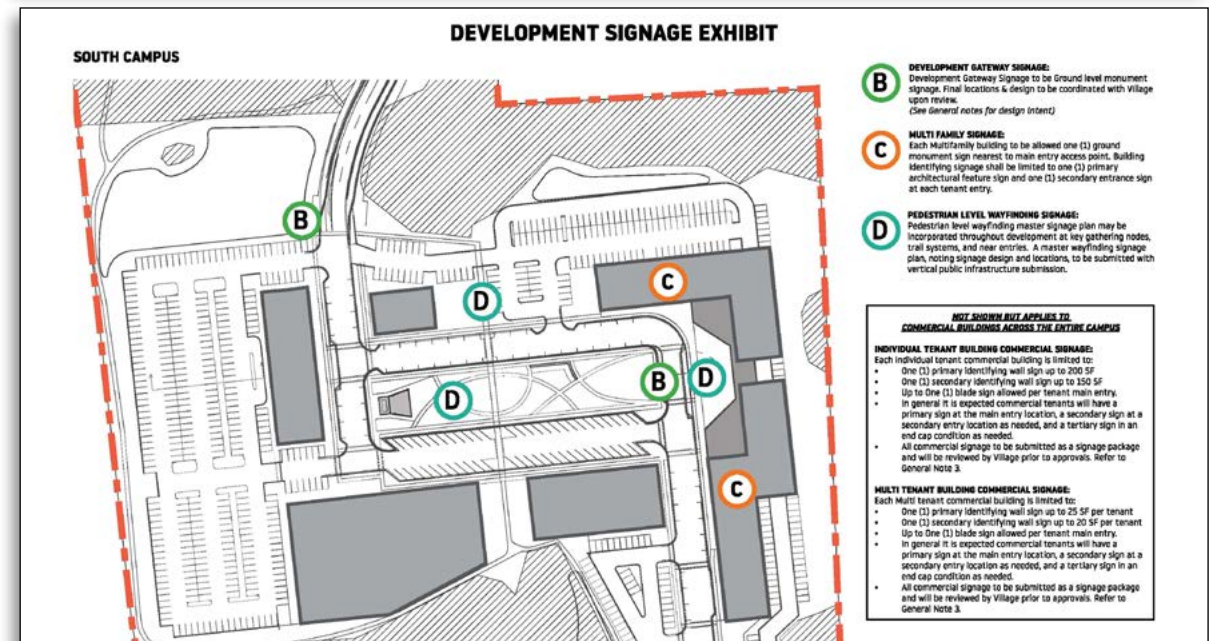 DEVELOPMENT SIGNAGE EXHIBIT
SOUTH CAMPUS
B
B
C
C
D
D
D
B
DEVELOPMENT GATEWAY SIGNAGE:
Development Gateway Signage to be Ground level monument
signage. Final locations & design to be coordinated with Village
upon review.
(See General notes for design intent)
C
MULTI FAMILY SIGNAGE:
Each Multifamily building to be allowed one (1) ground
monument sign nearest to main entry access point. Building
identifying signage shall be limited to one (1) primary
architectural feature sign and one (1) secondary entrance sign
at each tenant entry.
D
PEDESTRIAN LEVEL WAYFINDING SIGNAGE:
Pedestrian level wayfinding master signage plan may be
incorporated throughout development at key gathering nodes,
trail systems, and near entries. A master wayfinding signage
plan, noting signage design and locations, to be submitted with
vertical public infrastructure submission.
NOT SHOWN BUT APPLIES TO
COMMERCIAL BUILDINGS ACROSS THE ENTIRE CAMPUS
INDIVIDUAL TENANT BUILDING COMMERCIAL SIGNAGE:
Each individual tenant commercial building is limited to:
• One (1) primary identifying wall sign up to 200 SF
• One (1) secondary identifying wall sign up to 150 SF
• Up to One (1) blade sign allowed per tenant main entry.
• In general it is expected commercial tenants will have a
primary sign at the main entry location, a secondary sign at a
secondary entry location as needed, and a tertiary sign in an
end cap condition as needed.
• All commercial signage to be submitted as a signage package
and will be reviewed by Village prior to approvals. Refer to
General Note 3.
MULTI TENANT BUILDING COMMERCIAL SIGNAGE:
Each Multi tenant commercial building is limited to:
• One (1) primary identifying wall sign up to 25 SF per tenant
• One (1) secondary identifying wall sign up to 20 SF per tenant
• Up to One (1) blade sign allowed per tenant main entry.
• In general it is expected commercial tenants will have a
primary sign at the main entry location, a secondary sign at a
secondary entry location as needed, and a tertiary sign in an
end cap condition as needed.
• All commercial signage to be submitted as a signage package
and will be reviewed by Village prior to approvals. Refer to
General Note 3.